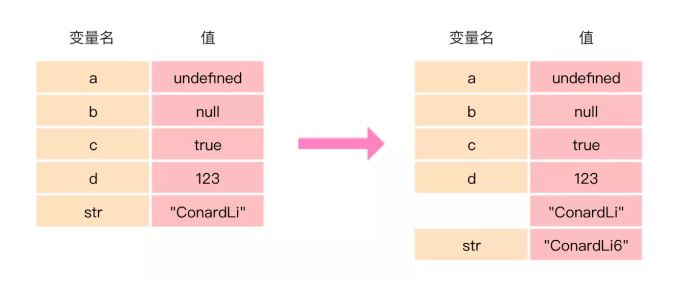 变量名 值
a undefined
b null
c true
d 123
str "ConardLi"
变量名 值
a undefined
b null
c true
d 123
"ConardLi"
str "ConardLi6"